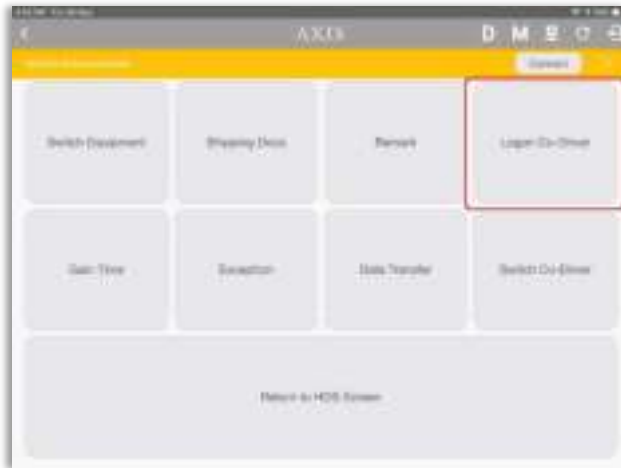 AXIS
D M
Connect
Switch Equipment
Shipping Docs
Remark
Logon Co-Driver
Gain Time
Exception
Data Transfer
Switch Co-Driver
Return to HOS Screen